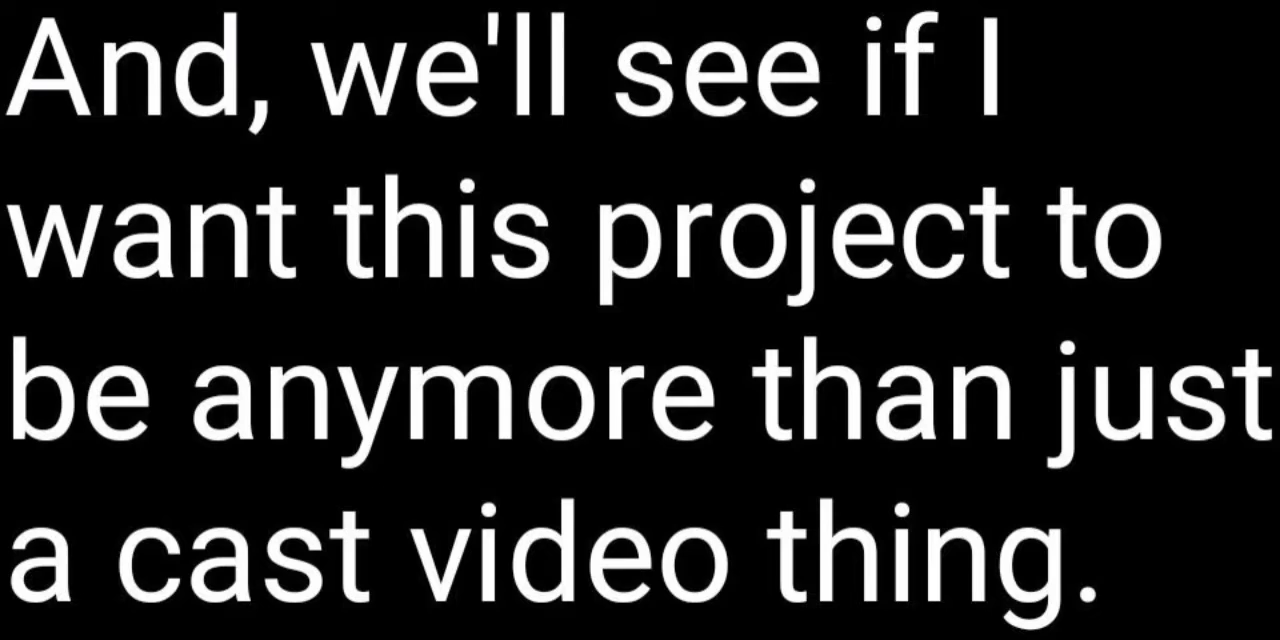 And, we'll see if I
want this project to
be anymore than just
a cast video thing.